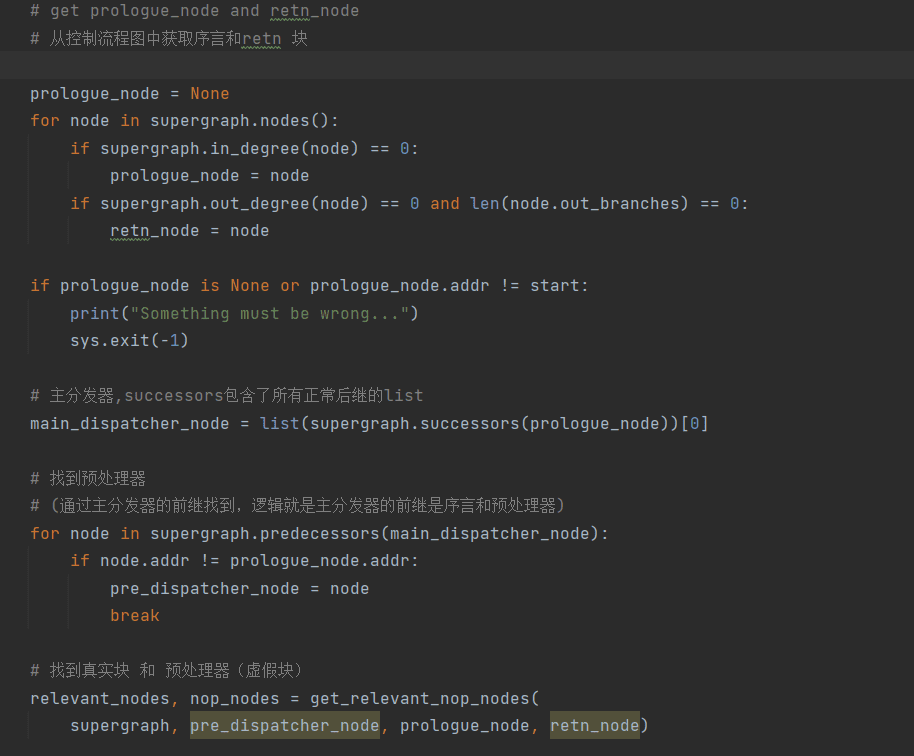 # get prologue_node and retn_node
# 从控制流程图中获取序言和retn 块
prologue_node = None
for node in supergraph.nodes():
    if supergraph.in_degree(node) == 0:
        prologue_node = node
    if supergraph.out_degree(node) == 0 and len(node.out_branches) == 0:
        retn_node = node
if prologue_node is None or prologue_node.addr != start:
    print("Something must be wrong...")
    sys.exit(-1)
# 主分发器,successors包含了所有正常后继的list
main_dispatcher_node = list(supergraph.successors(prologue_node))[0]
# 找到预处理器
# (通过主分发器的前继找到，逻辑就是主分发器的前继是序言和预处理器)
for node in supergraph.predecessors(main_dispatcher_node):
    if node.addr != prologue_node.addr:
        pre_dispatcher_node = node
        break
# 找到真实块 和 预处理器（虚假块）
relevant_nodes, nop_nodes = get_relevant_nop_nodes(
    supergraph, pre_dispatcher_node, prologue_node, retn_node)